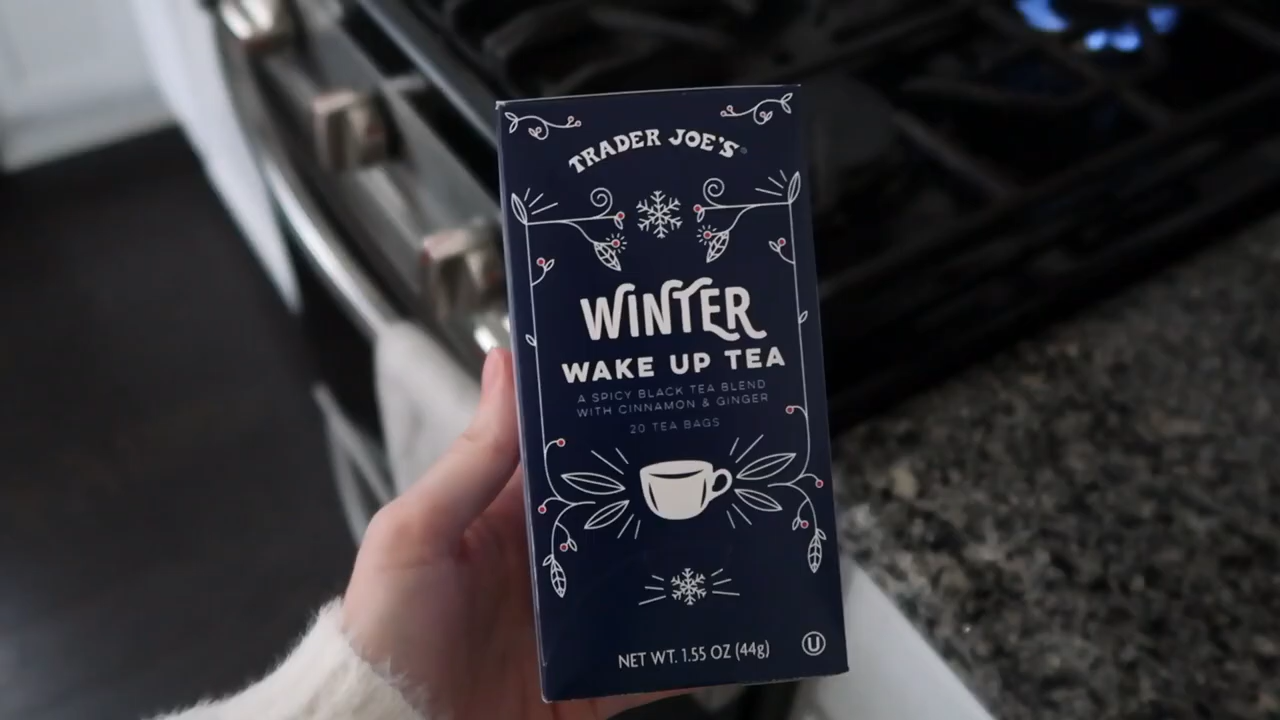 TRADER JOE'S
WINTER
WAKE UP TEA
A SPICY BLACK TEA BLEND
WITH CINNAMON & GINGER
20 TEA BAGS
NET WT. 1.55 OZ (44g)
U